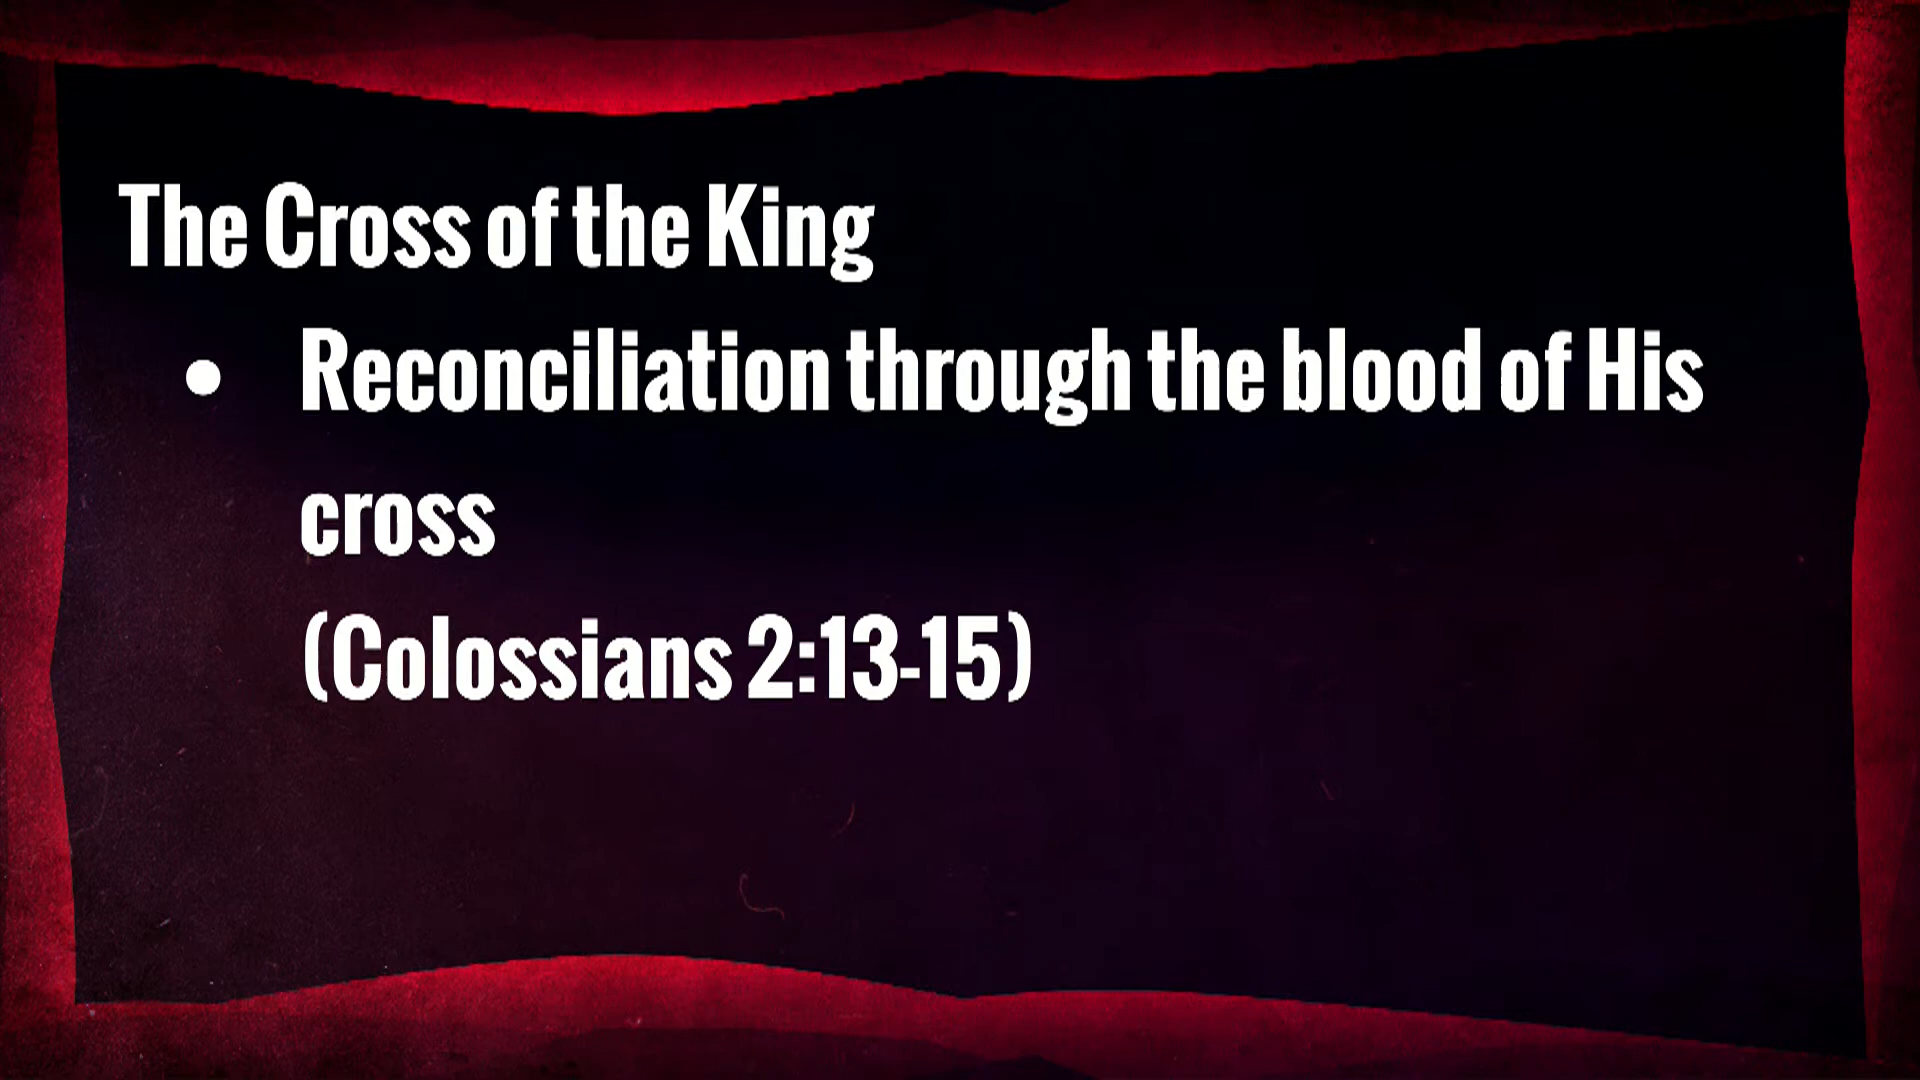 The Cross of the King
• Reconciliation through the blood of His
cross
(Colossians 2:13-15)